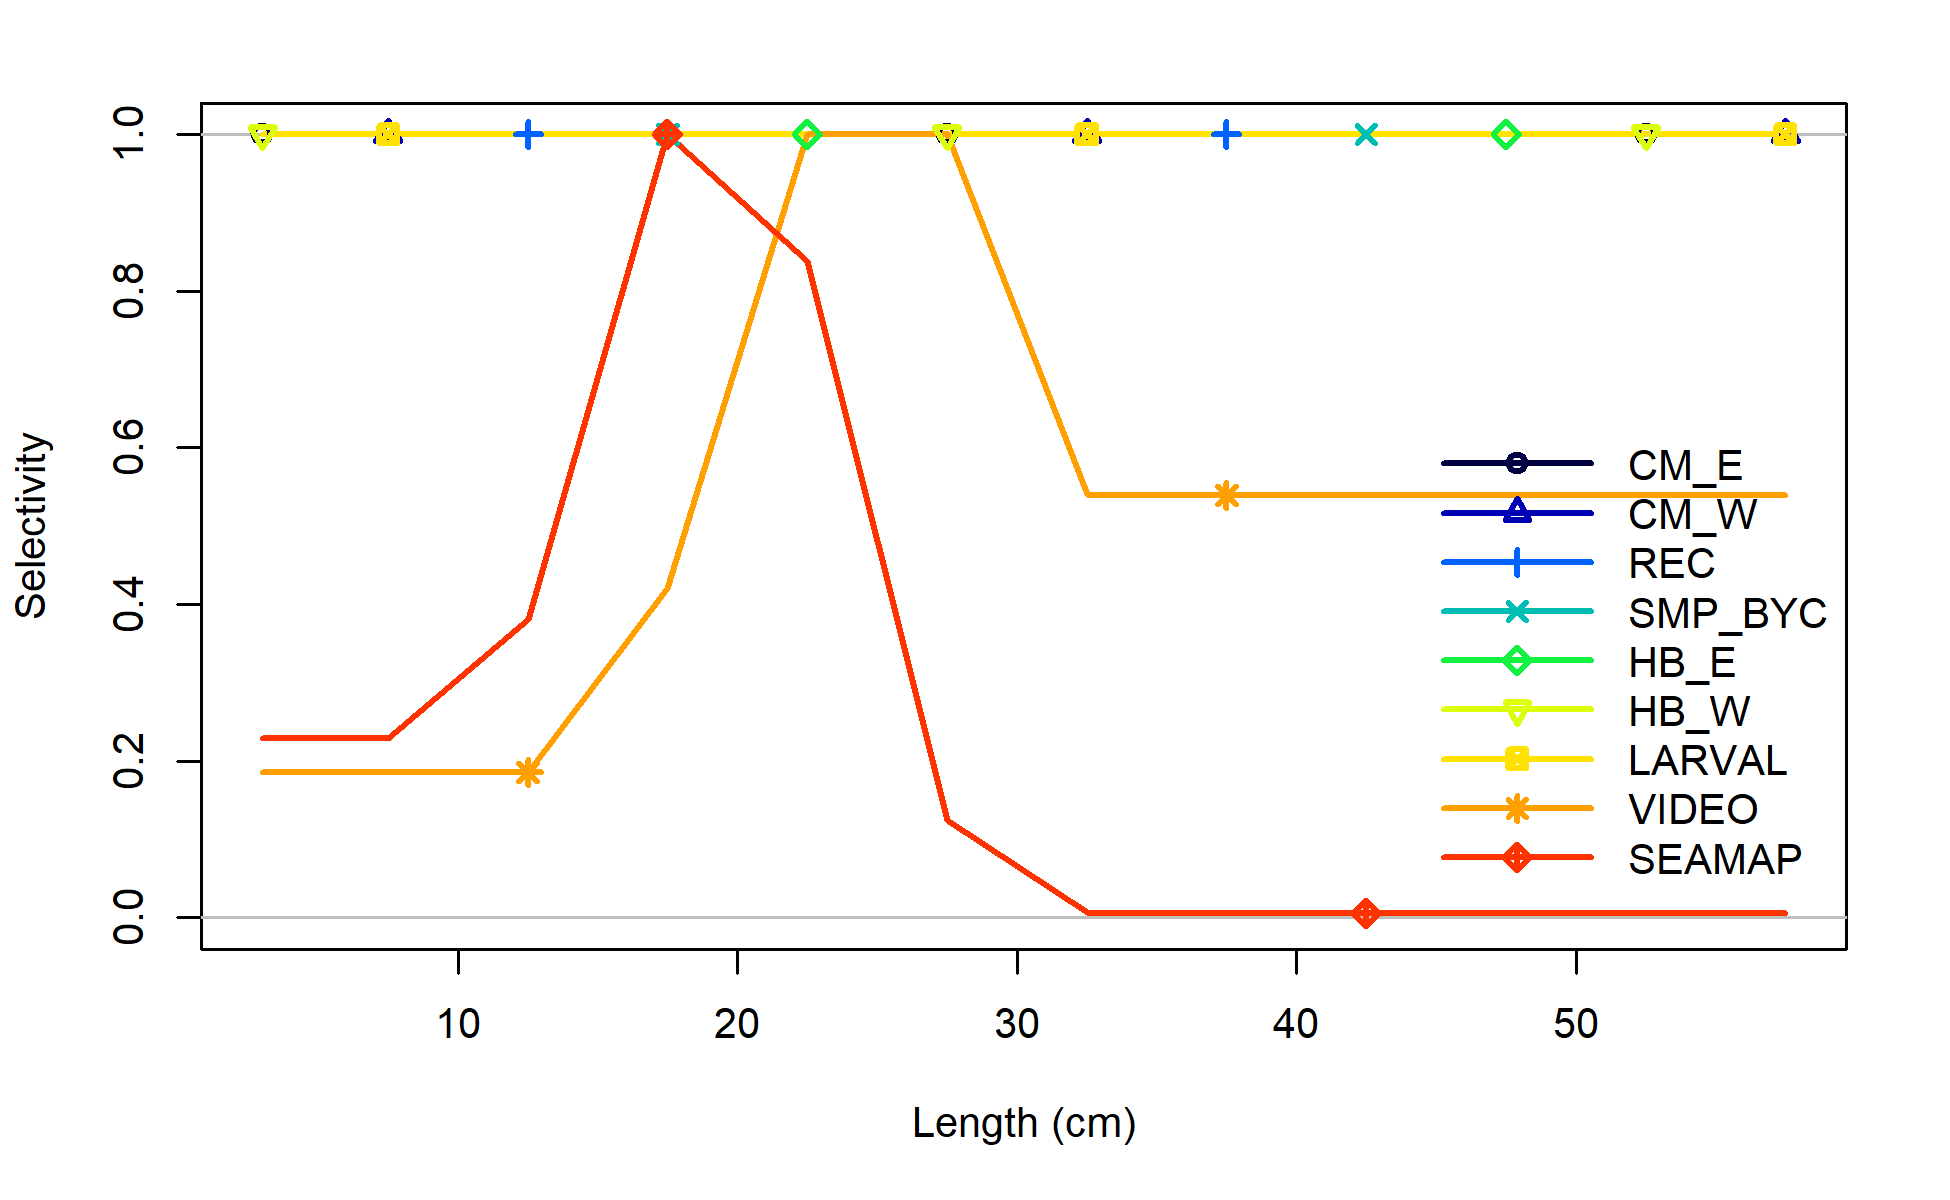 Selectivity
1.0
0.8
0.6
0.4
0.2
0.0
CM_E
CM_W
REC
SMP_BYC
HB_E
HB_W
LARVAL
VIDEO
SEAMAP
10 20 30 40 50
Length (cm)